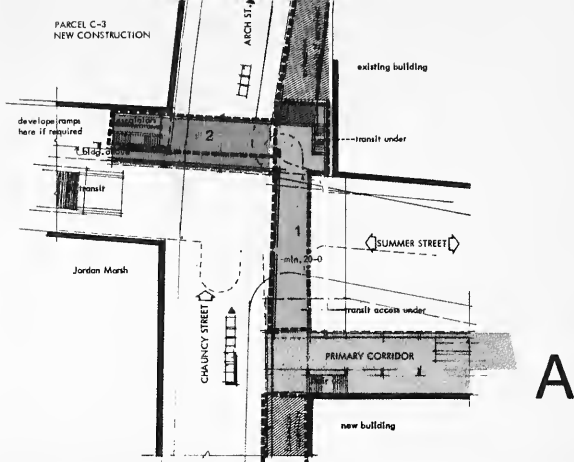 PARCEL C-3
NEW CONSTRUCTION
ARCH ST.
existing building
develope ramps
here if required
2
transit under
transit
1
SUMMER STREET
min. 20-0
Jordan Marsh
CHAUNCY STREET
transit access under
PRIMARY CORRIDOR
A
new building